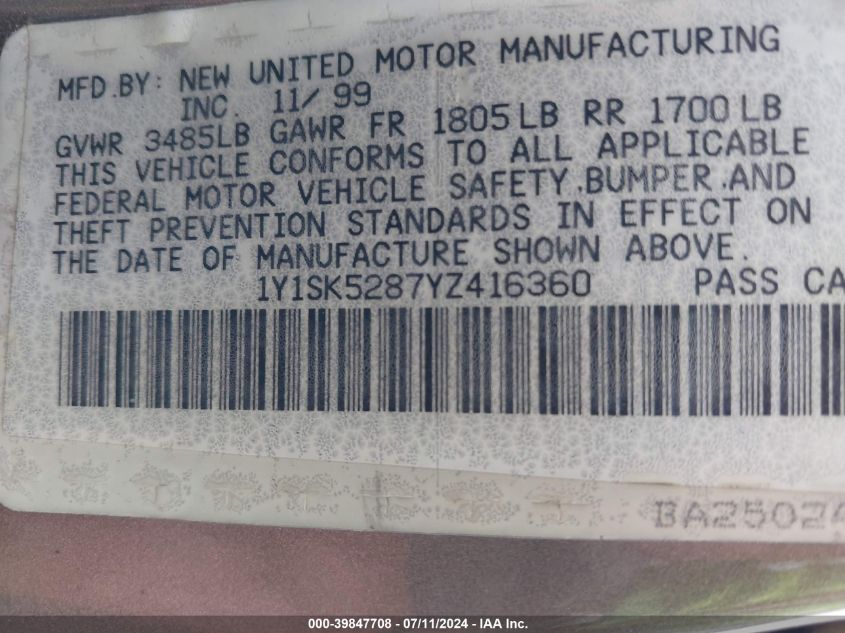 MFD.BY: NEW UNITED MOTOR MANUFACTURING
INC. 11/99
GVWR 3485LB GAWR FR 1805LB RR 1700LB
THIS VEHICLE CONFORMS TO ALL APPLICABLE
FEDERAL MOTOR VEHICLE SAFETY.BUMPER.AND
THEFT PREVENTION STANDARDS IN EFFECT ON
THE DATE OF MANUFACTURE SHOWN ABOVE.
1Y1SK5287YZ416360 PASS CA
BA25024
000-39847708 - 07/11/2024 - IAA Inc.